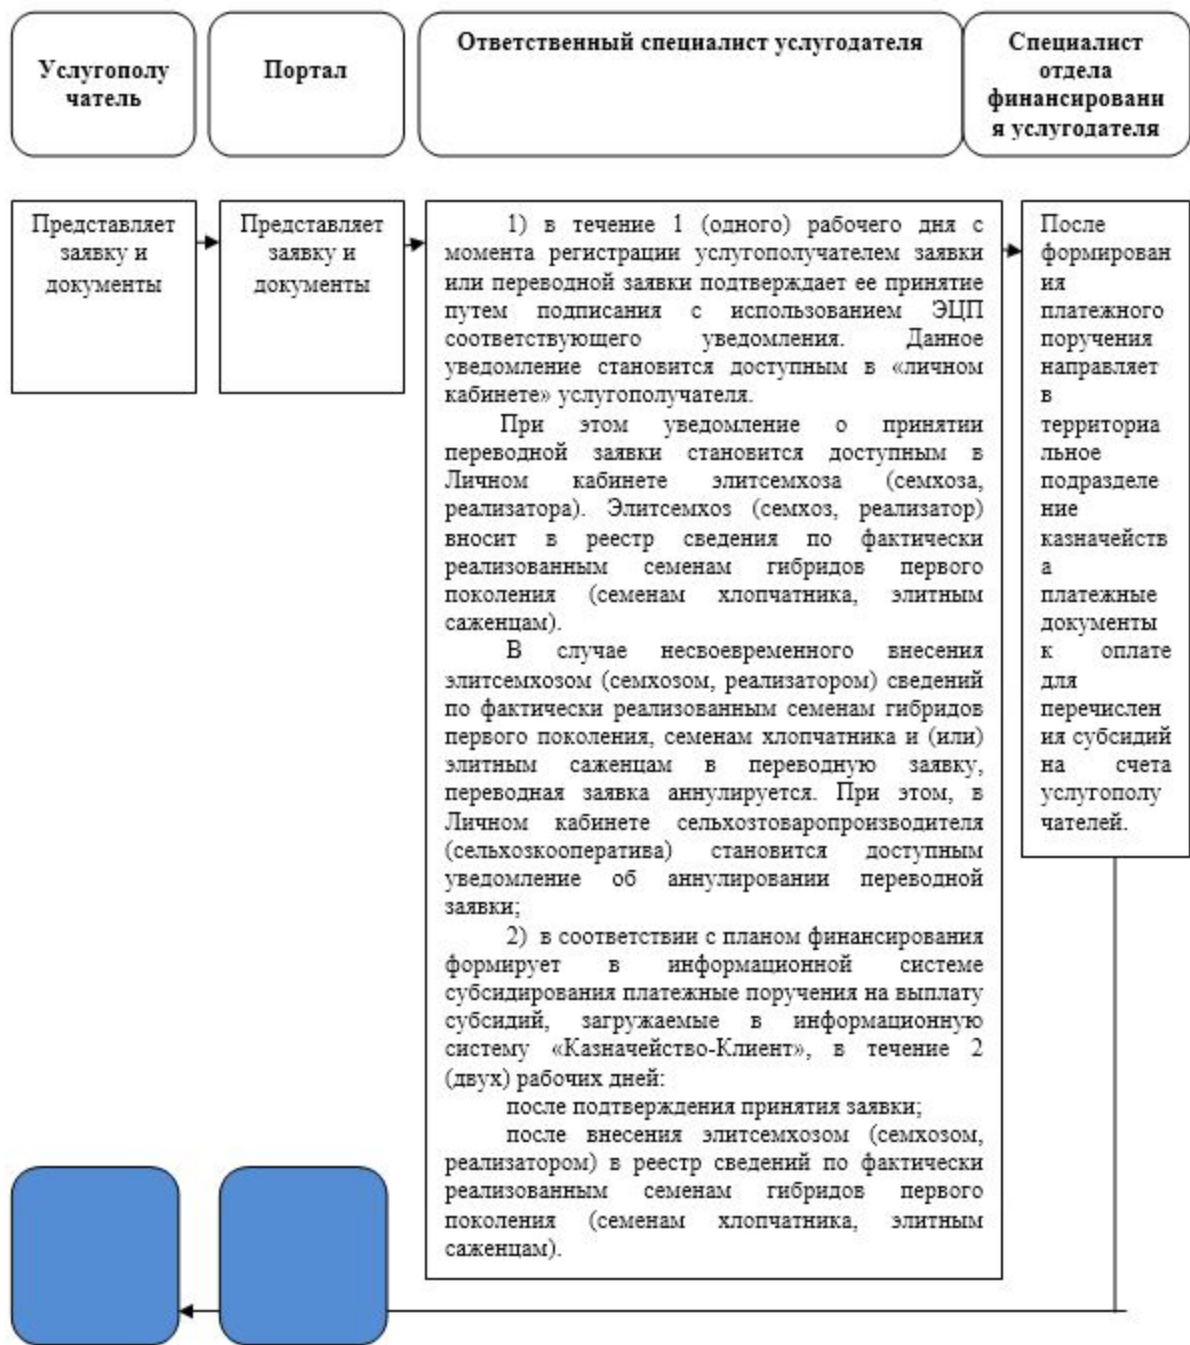 Услугополу
чатель
Портал
Ответственный специалист услугодателя
Специалист
отдела
финансировани
я услугодателя
Представляет
заявку и
документы
Представляет
заявку и
документы
1) в течение 1 (одного) рабочего дня с
момента регистрации услугополучателем заявки
или переводной заявки подтверждает ее принятие
путем подписания с использованием ЭЦП
соответствующего уведомления. Данное
уведомление становится доступным в «личном
кабинете» услугополучателя.
При этом уведомление о принятии
переводной заявки становится доступным в
Личном кабинете элитсемхоза (семхоза,
реализатора). Элитсемхоз (семхоз, реализатор)
вносит в реестр сведения по фактически
реализованным семенам гибридов первого
поколения (семенам хлопчатника, элитным
саженцам).
В случае несвоевременного внесения
элитсемхозом (семхозом, реализатором) сведений
по фактически реализованным семенам гибридов
первого поколения, семенам хлопчатника и (или)
элитным саженцам в переводную заявку,
переводная заявка аннулируется. При этом, в
Личном кабинете сельхозтоваропроизводителя
(сельхозкооператива) становится доступным
уведомление об аннулировании переводной
заявки;
2) в соответствии с планом финансирования
формирует в информационной системе
субсидирования платежные поручения на выплату
субсидий, загружаемые в информационную
систему «Казначейство-Клиент», в течение 2
(двух) рабочих дней:
после подтверждения принятия заявки;
после внесения элитсемхозом (семхозом,
реализатором) в реестр сведений по фактически
реализованным семенам гибридов первого
поколения (семенам хлопчатника, элитным
саженцам).
После
формирован
ия
платежного
поручения
направляет
в
территориа
льное
подразделе
ние
казначейств
а
платежные
документы
к оплате
для
перечислен
ия субсидий
на счета
услугополу
чателей.